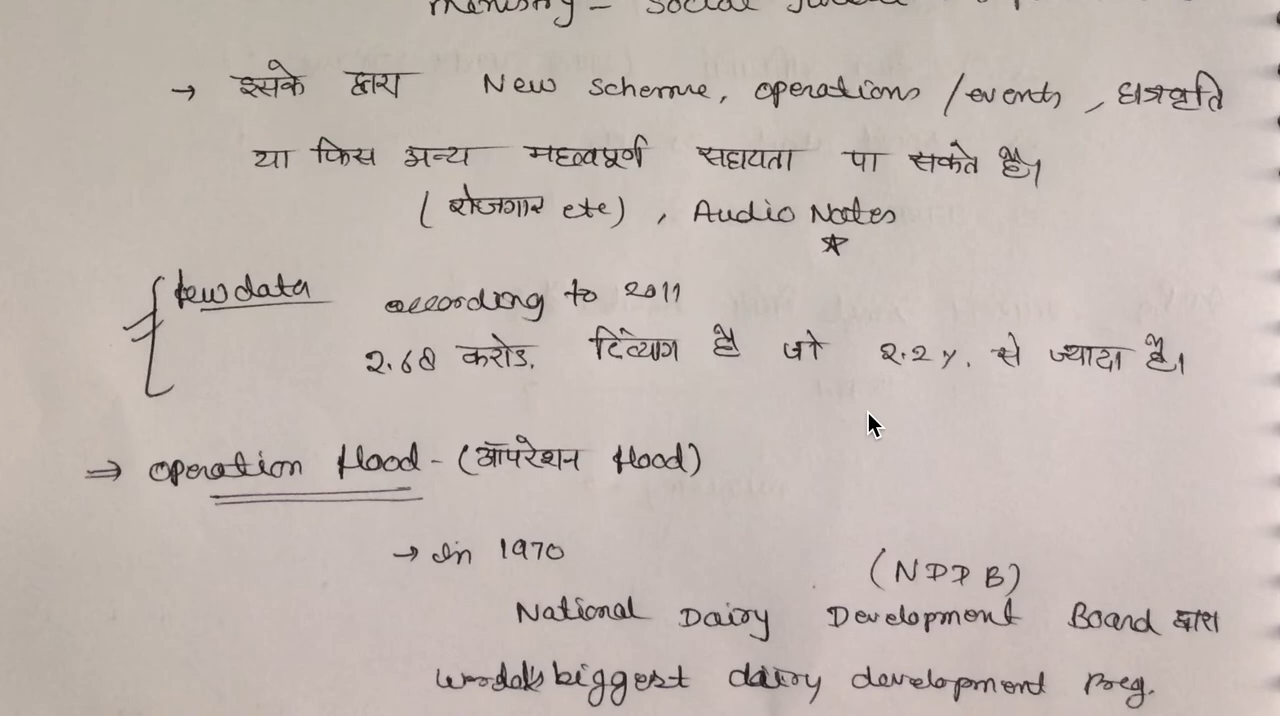 Ministry - Social
→ इसके द्वारा New scheme, operations / events, छात्रवृति
या किस अन्य महत्वपूर्ण सहायता पा सकते है।
(रोजगार etc), Audio Notes
few data according to 2011
2.68 करोड. दिव्यांग है जो 2.2%. से ज्यादा है।
⇒ operation flood - (ऑपरेशन flood)
→ In 1970
(NDDB)
National Dairy Development Board द्वारा
biggest dairy development Prog.